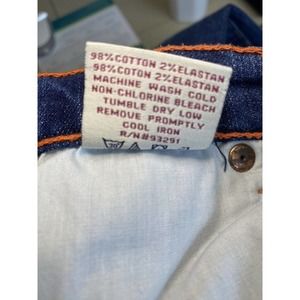 98%COTTON 2%ELASTAN
98%COTON 2%ELASTAN
MACHINE WASH COLD
NON-CHLORINE BLEACH
TUMBLE DRY LOW
REMOVE PROMPTLY
COOL IRON
R/N#93291